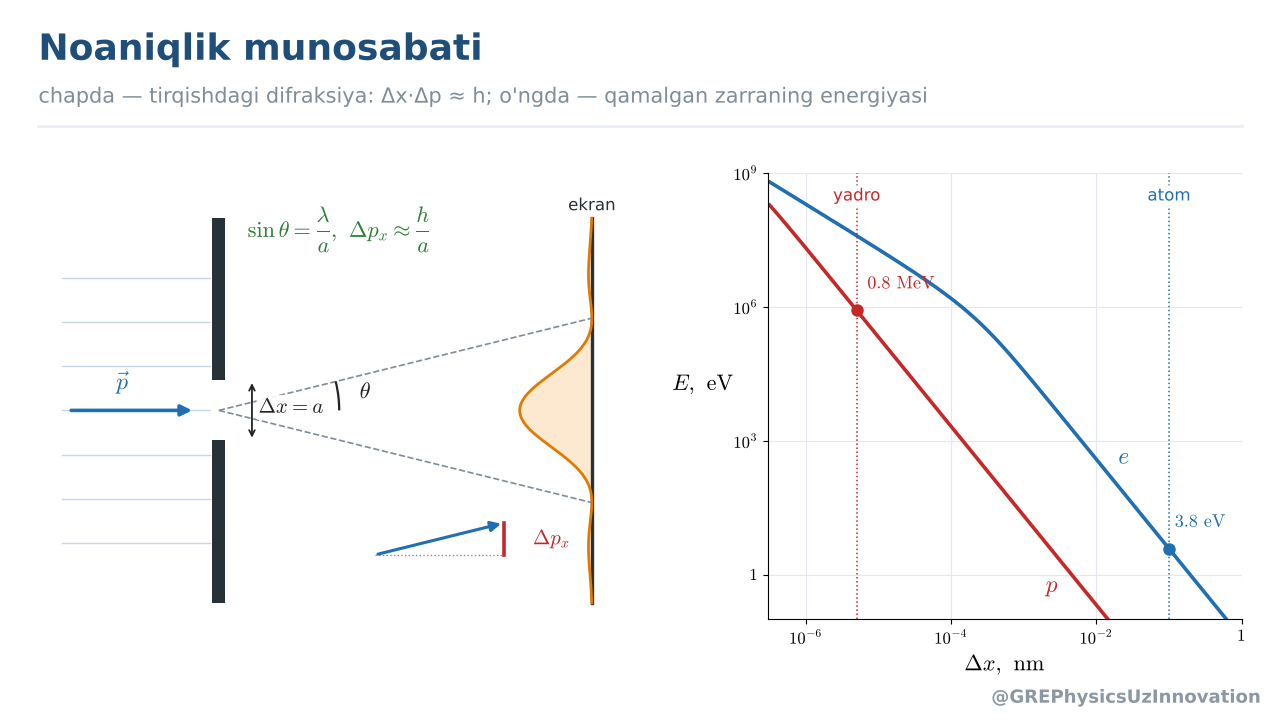 Noaniqlik munosabati
chapda — tirqishdagi difraksiya: Δx·Δp ≈ h; o'ngda — qamalgan zarraning energiyasi
sin θ = λ/a, Δpₓ ≈ h/a
ekran
p⃗
Δx = a
θ
Δpₓ
10⁹
10⁶
10³
1
E, eV
yadro
atom
0.8 MeV
e
3.8 eV
p
10⁻⁶
10⁻⁴
10⁻²
1
Δx, nm
@GREPhysicsUzInnovation